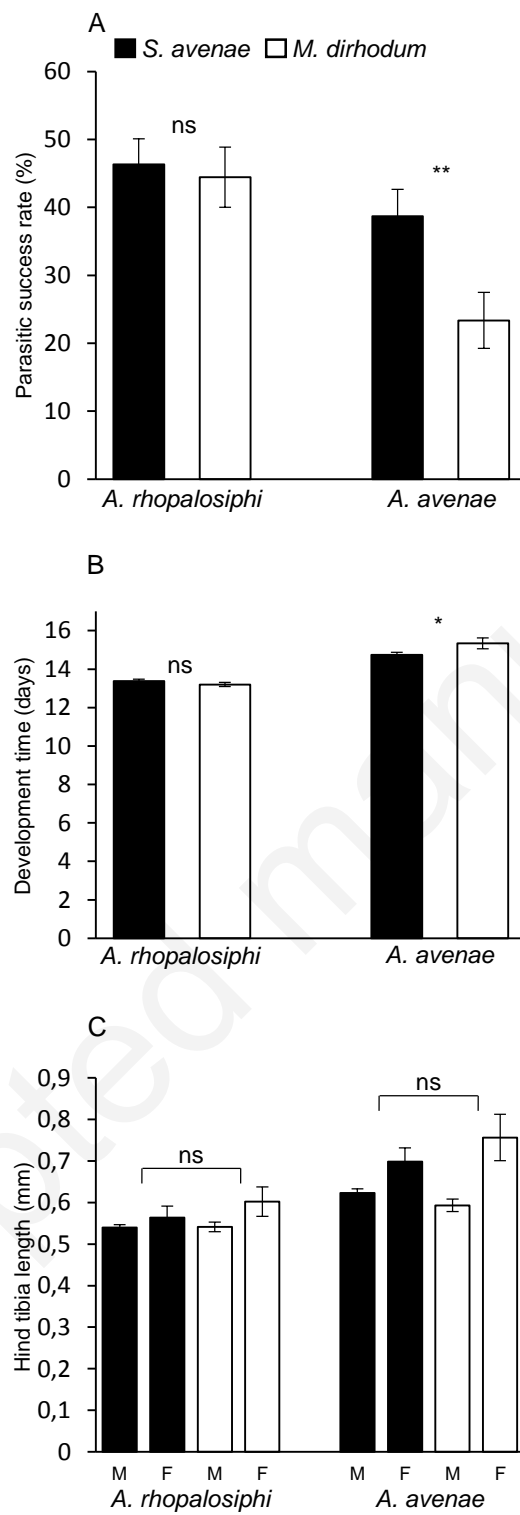 A
S. avenae M. dirhodum
60
50
40
30
20
10
0
Parasitic success rate (%)
ns
**
A. rhopalosiphi A. avenae
B
16
14
12
10
8
6
4
2
0
Development time (days)
ns
*
A. rhopalosiphi A. avenae
C
0,9
0,8
0,7
0,6
0,5
0,4
0,3
0,2
0,1
0
Hind tibia length (mm)
ns
ns
M F M F M F M F
A. rhopalosiphi A. avenae